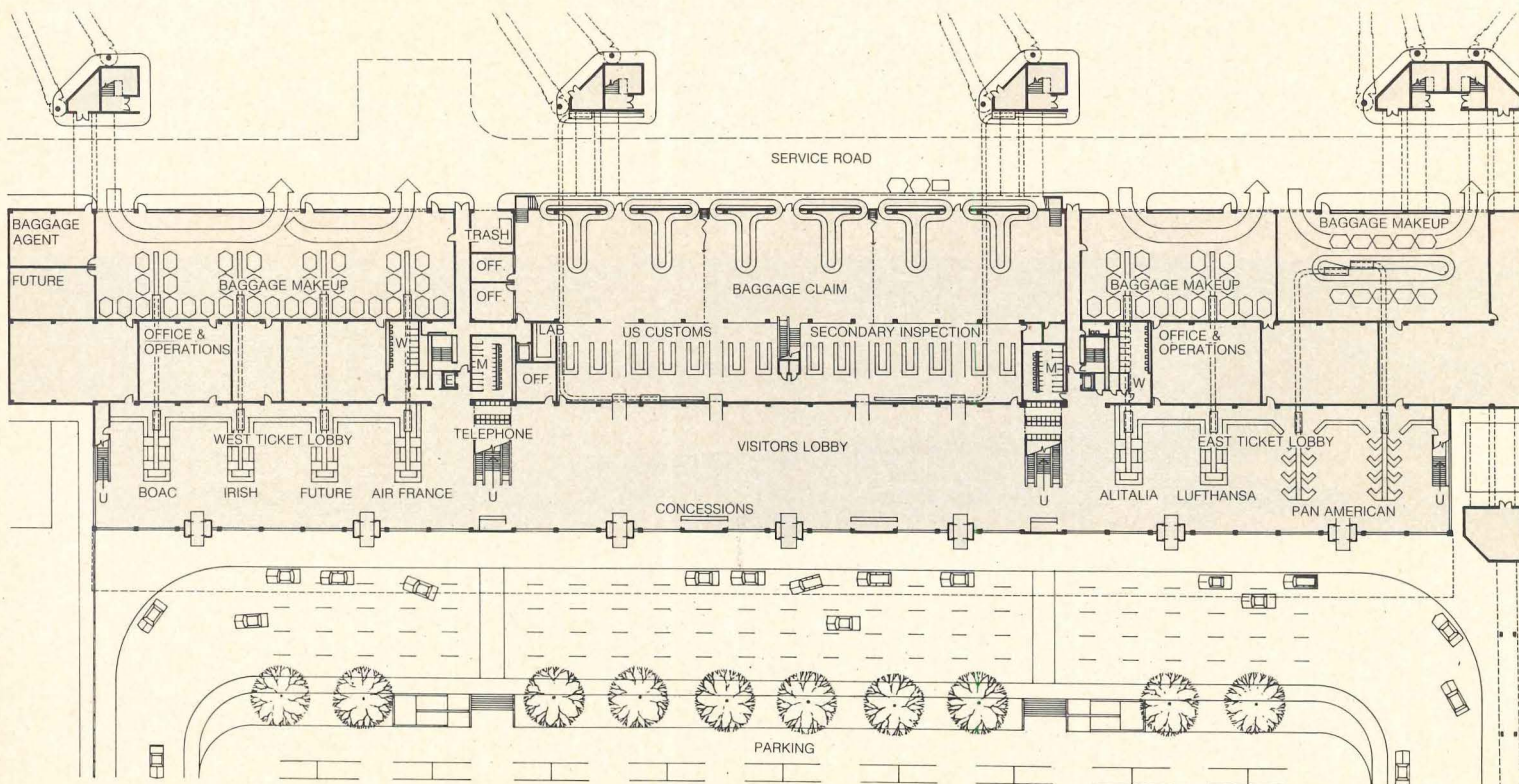 SERVICE ROAD
BAGGAGE
AGENT
TRASH
BAGGAGE MAKEUP
OFF.
FUTURE
BAGGAGE MAKEUP
BAGGAGE CLAIM
BAGGAGE MAKEUP
OFF.
OFFICE &
OPERATIONS
W
M
E
LAB
US CUSTOMS
SECONDARY INSPECTION
OFF.
M
W
OFFICE &
OPERATIONS
WEST TICKET LOBBY
TELEPHONE
VISITORS LOBBY
EAST TICKET LOBBY
BOAC
IRISH
FUTURE
AIR FRANCE
U
U
U
U
ALITALIA
LUFTHANSA
PAN AMERICAN
CONCESSIONS
PARKING